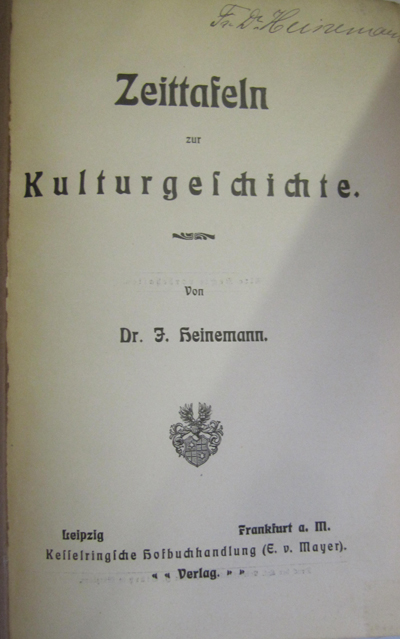 Fr. Dr. Heinemann
Zeittafeln
zur
Kulturgeschichte.
Von
Dr. J. Heinemann.
Leipzig Frankfurt a. M.
Kesselringsche Hofbuchhandlung (E. v. Mayer).
« « Verlag. » »